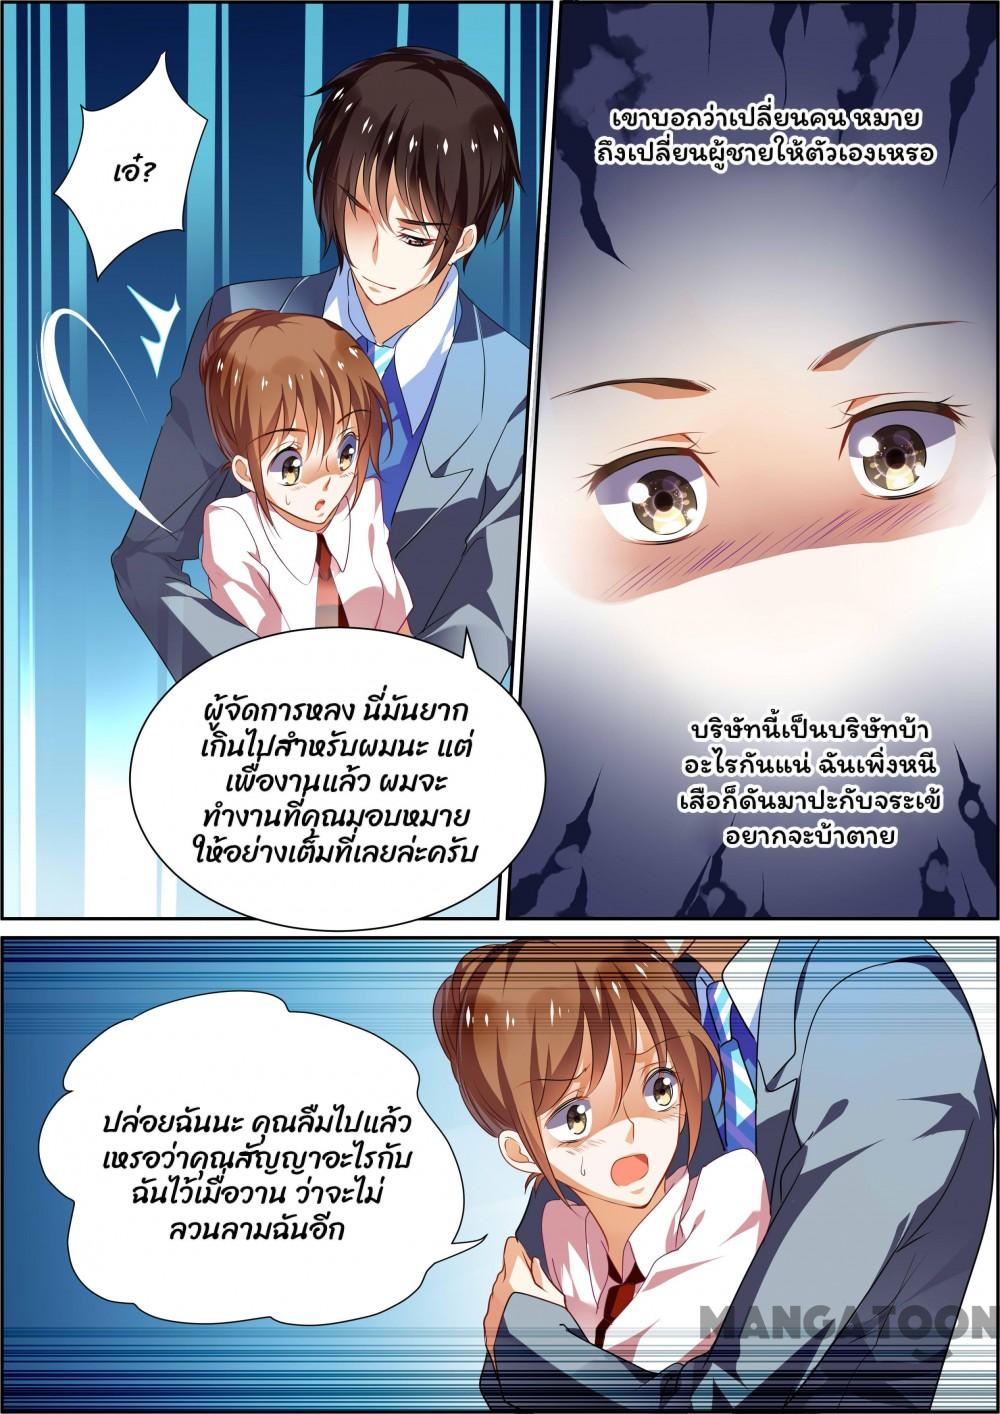 เอ๋?
ผู้จัดการหลง นี่มันยาก
เกินไปสำหรับผมนะ แต่
เพื่องานแล้ว ผมจะ
ทำงานที่คุณมอบหมาย
ให้อย่างเต็มที่เลยล่ะครับ
เขาบอกว่าเปลี่ยนคน หมาย
ถึงเปลี่ยนผู้ชายให้ตัวเองเหรอ
บริษัทนี้เป็นบริษัทบ้า
อะไรกันแน่ ฉันเพิ่งหนี
เสือก็ดันมาปะกับจระเข้
อยากจะบ้าตาย
ปล่อยฉันนะ คุณลืมไปแล้ว
เหรอว่าคุณสัญญาอะไรกับ
ฉันไว้เมื่อวาน ว่าจะไม่
ลวนลามฉันอีก
MANGATOON